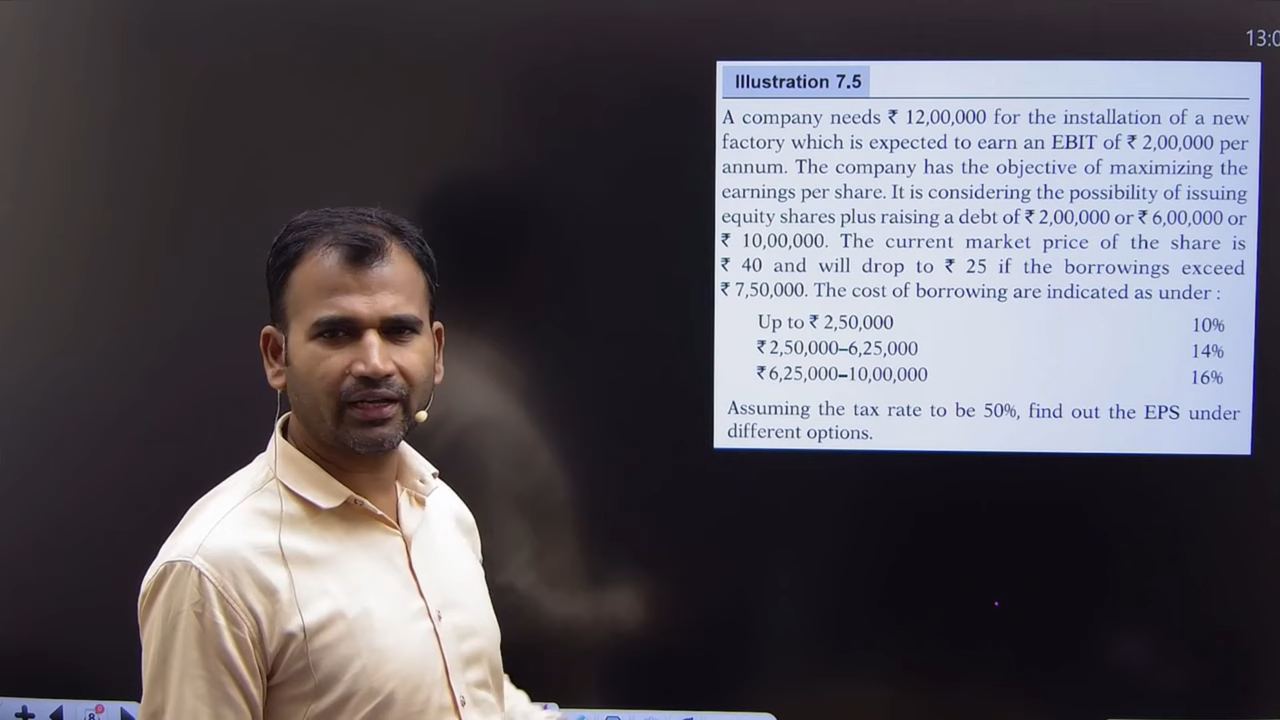 13:0
Illustration 7.5
A company needs ₹ 12,00,000 for the installation of a new
factory which is expected to earn an EBIT of ₹ 2,00,000 per
annum. The company has the objective of maximizing the
earnings per share. It is considering the possibility of issuing
equity shares plus raising a debt of ₹ 2,00,000 or ₹ 6,00,000 or
₹ 10,00,000. The current market price of the share is
₹ 40 and will drop to ₹ 25 if the borrowings exceed
₹ 7,50,000. The cost of borrowing are indicated as under :
Up to ₹ 2,50,000 10%
₹ 2,50,000–6,25,000 14%
₹ 6,25,000–10,00,000 16%
Assuming the tax rate to be 50%, find out the EPS under
different options.
8